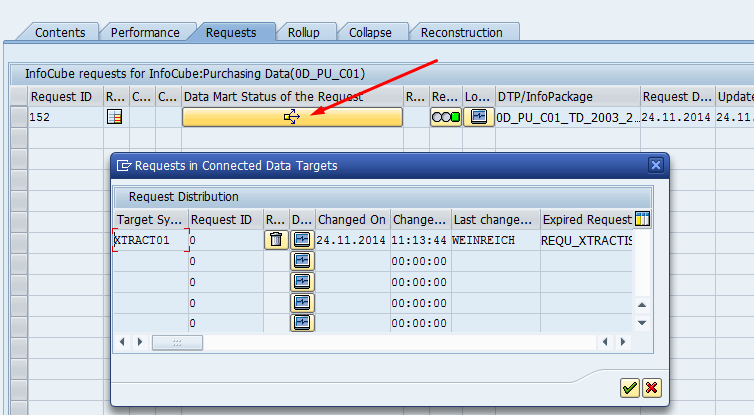 Contents Performance Requests Rollup Collapse Reconstruction
InfoCube requests for InfoCube:Purchasing Data(0D_PU_C01)
Request ID R... C... C... Data Mart Status of the Request R... Re... Lo... DTP/InfoPackage Request D... Update
152 0D_PU_C01_TD_2003_2... 24.11.2014 24.11.
Requests in Connected Data Targets
Request Distribution
Target Sy... Request ID R... D... Changed On Change... Last change... Expired Request
XTRACT01 0 24.11.2014 11:13:44 WEINREICH REQU_XTRACTIS
0 00:00:00
0 00:00:00
0 00:00:00
0 00:00:00